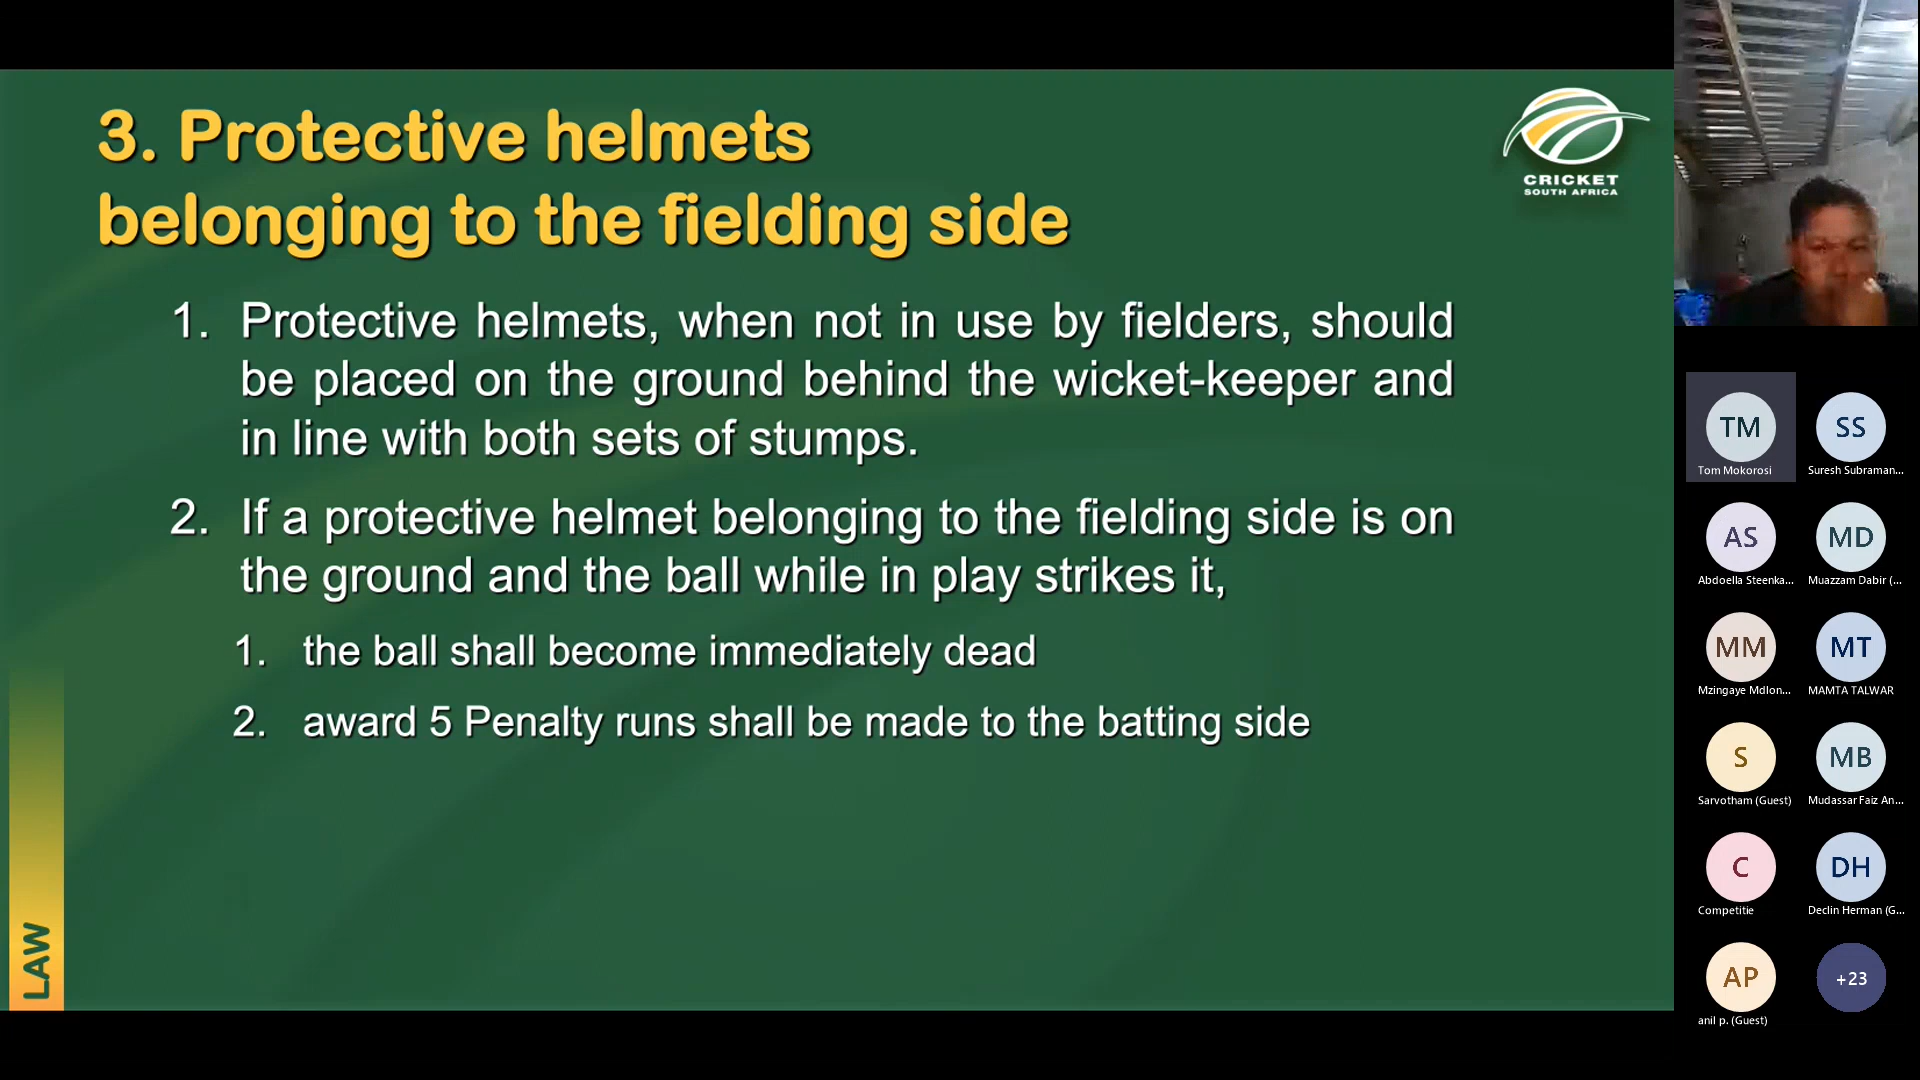 3. Protective helmets
belonging to the fielding side
CRICKET
SOUTH AFRICA
1. Protective helmets, when not in use by fielders, should
be placed on the ground behind the wicket-keeper and
in line with both sets of stumps.
2. If a protective helmet belonging to the fielding side is on
the ground and the ball while in play strikes it,
1. the ball shall become immediately dead
2. award 5 Penalty runs shall be made to the batting side
LAW
TM
Tom Mokorosi
SS
Suresh Subraman...
AS
Abdoella Steenka...
MD
Muazzam Dabir (...
MM
Mzingaye Mdlon...
MT
MAMTA TALWAR
S
Sarvotham (Guest)
MB
Mudassar Faiz An...
C
Competitie
DH
Declin Herman (G...
AP
anil p. (Guest)
+23